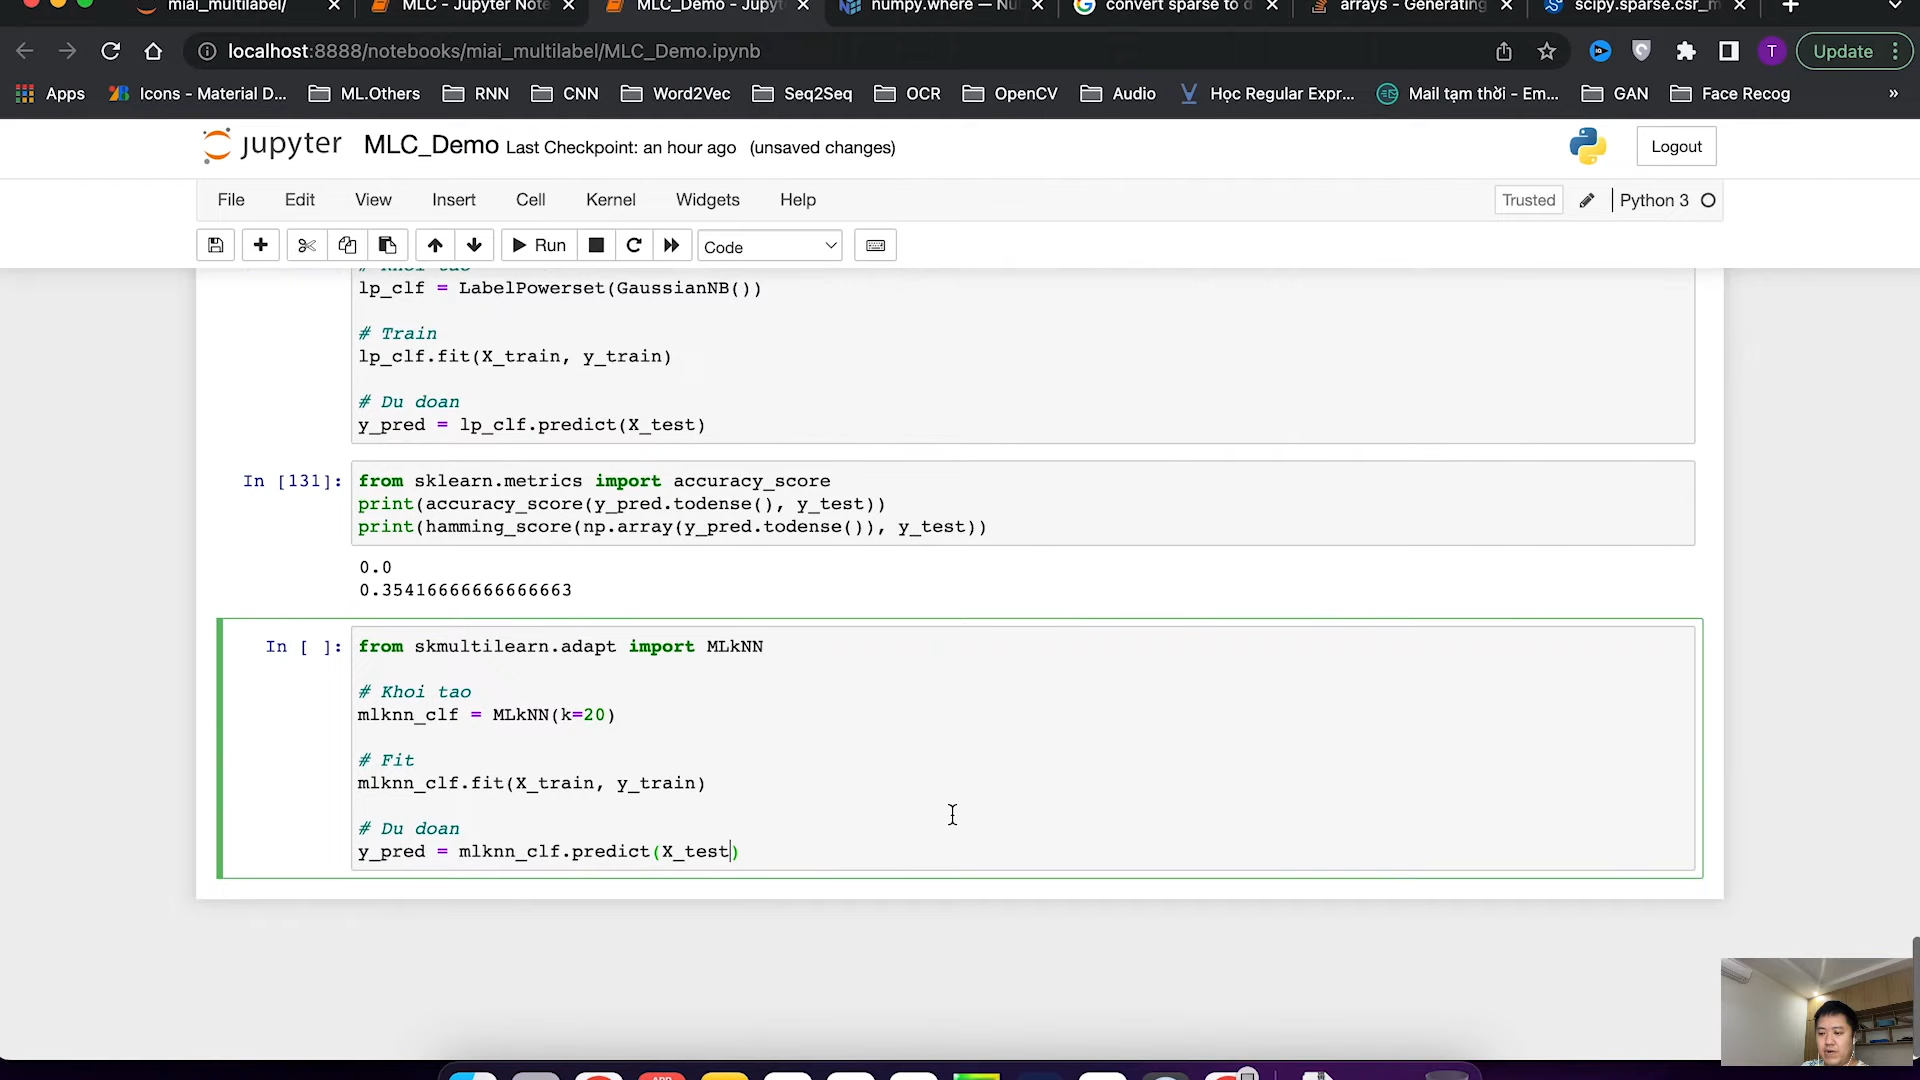 miai_multilabel/
MLC - Jupyter Note
MLC_Demo - Jupyt
numpy.where — Nu
convert sparse to d
arrays - Generating
scipy.sparse.csr_m
localhost:8888/notebooks/miai_multilabel/MLC_Demo.ipynb
T
Update
Apps
Icons - Material D...
ML.Others
RNN
CNN
Word2Vec
Seq2Seq
OCR
OpenCV
Audio
Học Regular Expr...
Mail tạm thời - Em...
GAN
Face Recog
»
jupyter MLC_Demo Last Checkpoint: an hour ago (unsaved changes)
Logout
File Edit View Insert Cell Kernel Widgets Help
Trusted
Python 3
Run
Code
# Khoi tao
lp_clf = LabelPowerset(GaussianNB())
# Train
lp_clf.fit(X_train, y_train)
# Du doan
y_pred = lp_clf.predict(X_test)
In [131]: from sklearn.metrics import accuracy_score
print(accuracy_score(y_pred.todense(), y_test))
print(hamming_score(np.array(y_pred.todense()), y_test))
0.0
0.35416666666666663
In [ ]: from skmultilearn.adapt import MLkNN
# Khoi tao
mlknn_clf = MLkNN(k=20)
# Fit
mlknn_clf.fit(X_train, y_train)
# Du doan
y_pred = mlknn_clf.predict(X_test)
APP